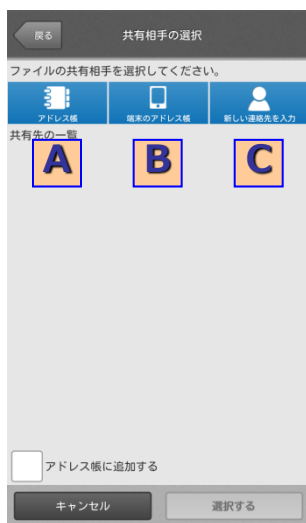 戻る
共有相手の選択
ファイルの共有相手を選択してください。
アドレス帳
端末のアドレス帳
新しい連絡先を入力
共有先の一覧
A
B
C
アドレス帳に追加する
キャンセル
選択する